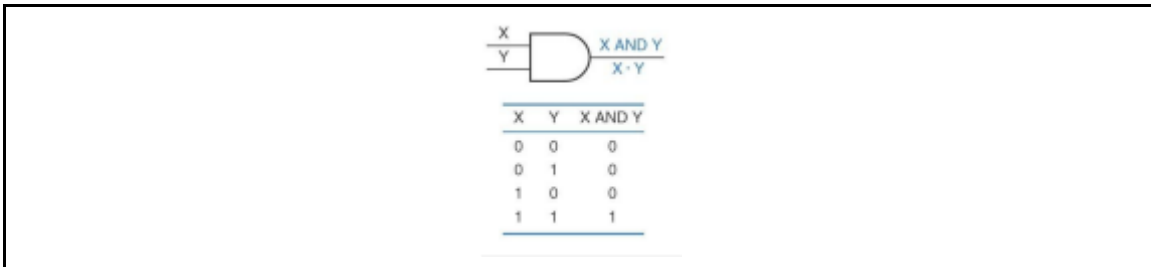 X
Y
X AND Y
X · Y
X Y X AND Y
0 0 0
0 1 0
1 0 0
1 1 1